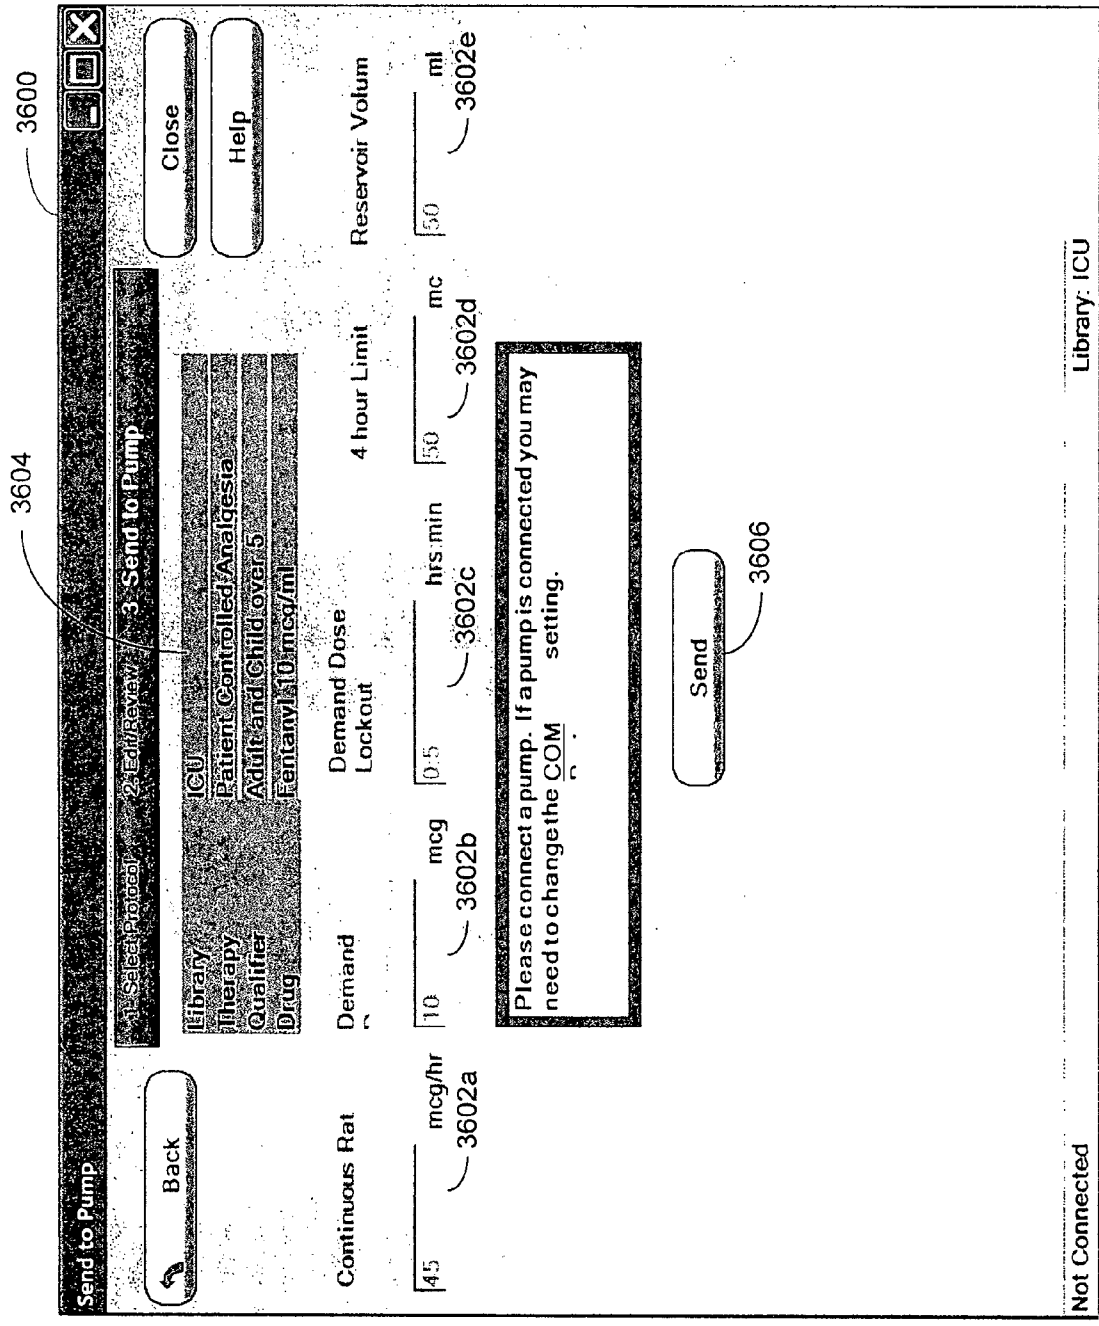 3600
Send to Pump
3604
Back
1. Select Protocol 2. Edit/Review 3. Send to Pump
Close
Help
Library ICU
Therapy Patient Controlled Analgesia
Qualifier Adult and Child over 5
Drug Fentanyl 10 mcg/ml
Continuous Rat
Demand
Demand Dose
Lockout
4 hour Limit
Reservoir Volum
45 mcg/hr
10 mcg
0:5 hrs:min
50 mc
50 ml
3602a
3602b
3602c
3602d
3602e
Please connect a pump. If a pump is connected you may
need to change the COM setting.
Send
3606
Not Connected
Library: ICU